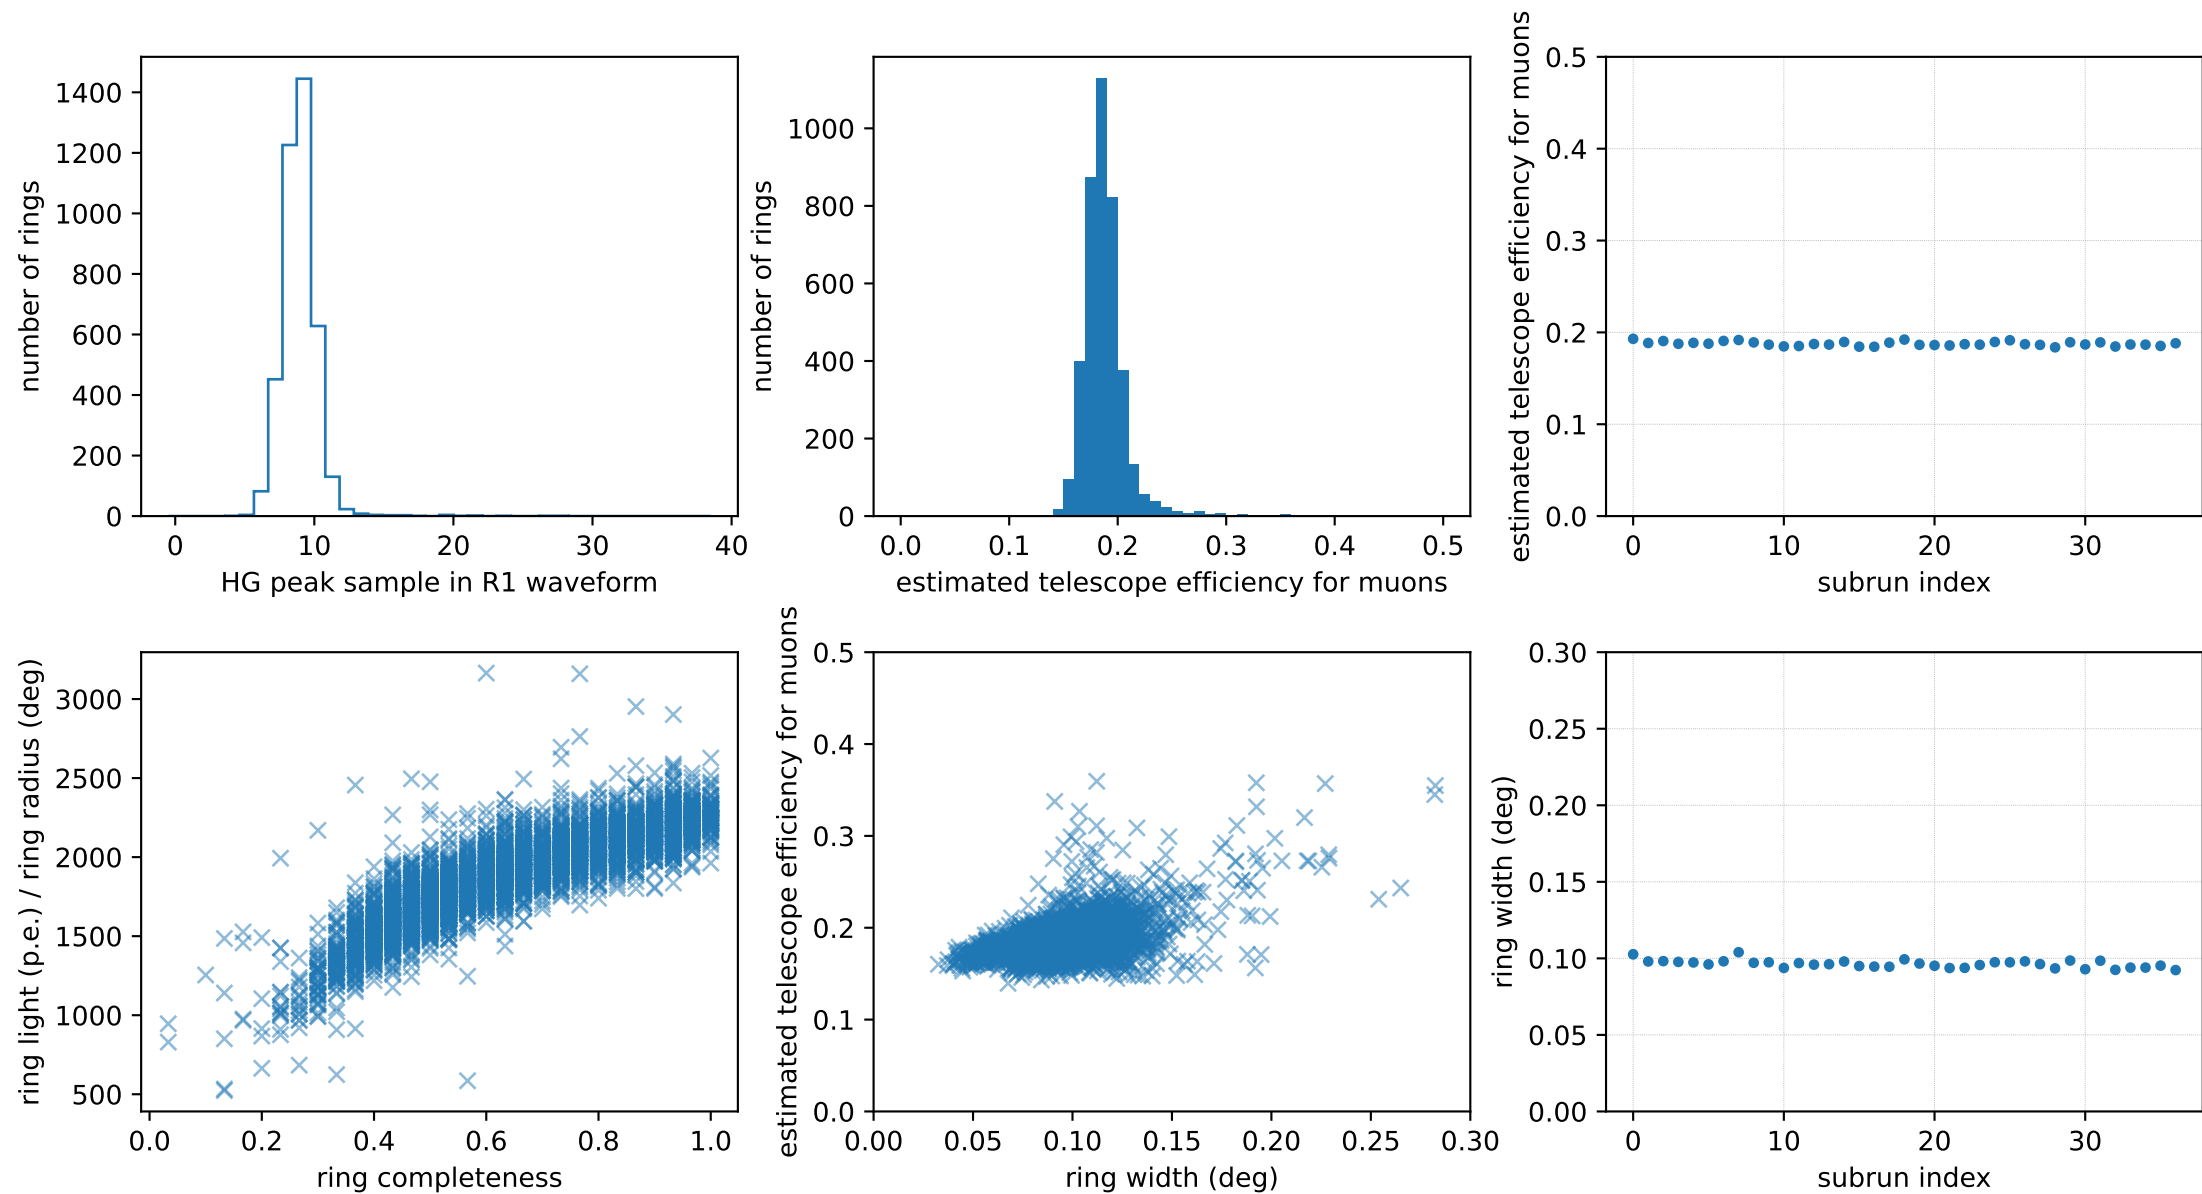 number of rings
1400
1200
1000
800
600
400
200
0
0 10 20 30 40
HG peak sample in R1 waveform
number of rings
1000
800
600
400
200
0
0.0 0.1 0.2 0.3 0.4 0.5
estimated telescope efficiency for muons
estimated telescope efficiency for muons
0.5
0.4
0.3
0.2
0.1
0.0
0 10 20 30
subrun index
ring light (p.e.) / ring radius (deg)
3000
2500
2000
1500
1000
500
0.0 0.2 0.4 0.6 0.8 1.0
ring completeness
estimated telescope efficiency for muons
0.5
0.4
0.3
0.2
0.1
0.0
0.00 0.05 0.10 0.15 0.20 0.25 0.30
ring width (deg)
ring width (deg)
0.30
0.25
0.20
0.15
0.10
0.05
0.00
0 10 20 30
subrun index